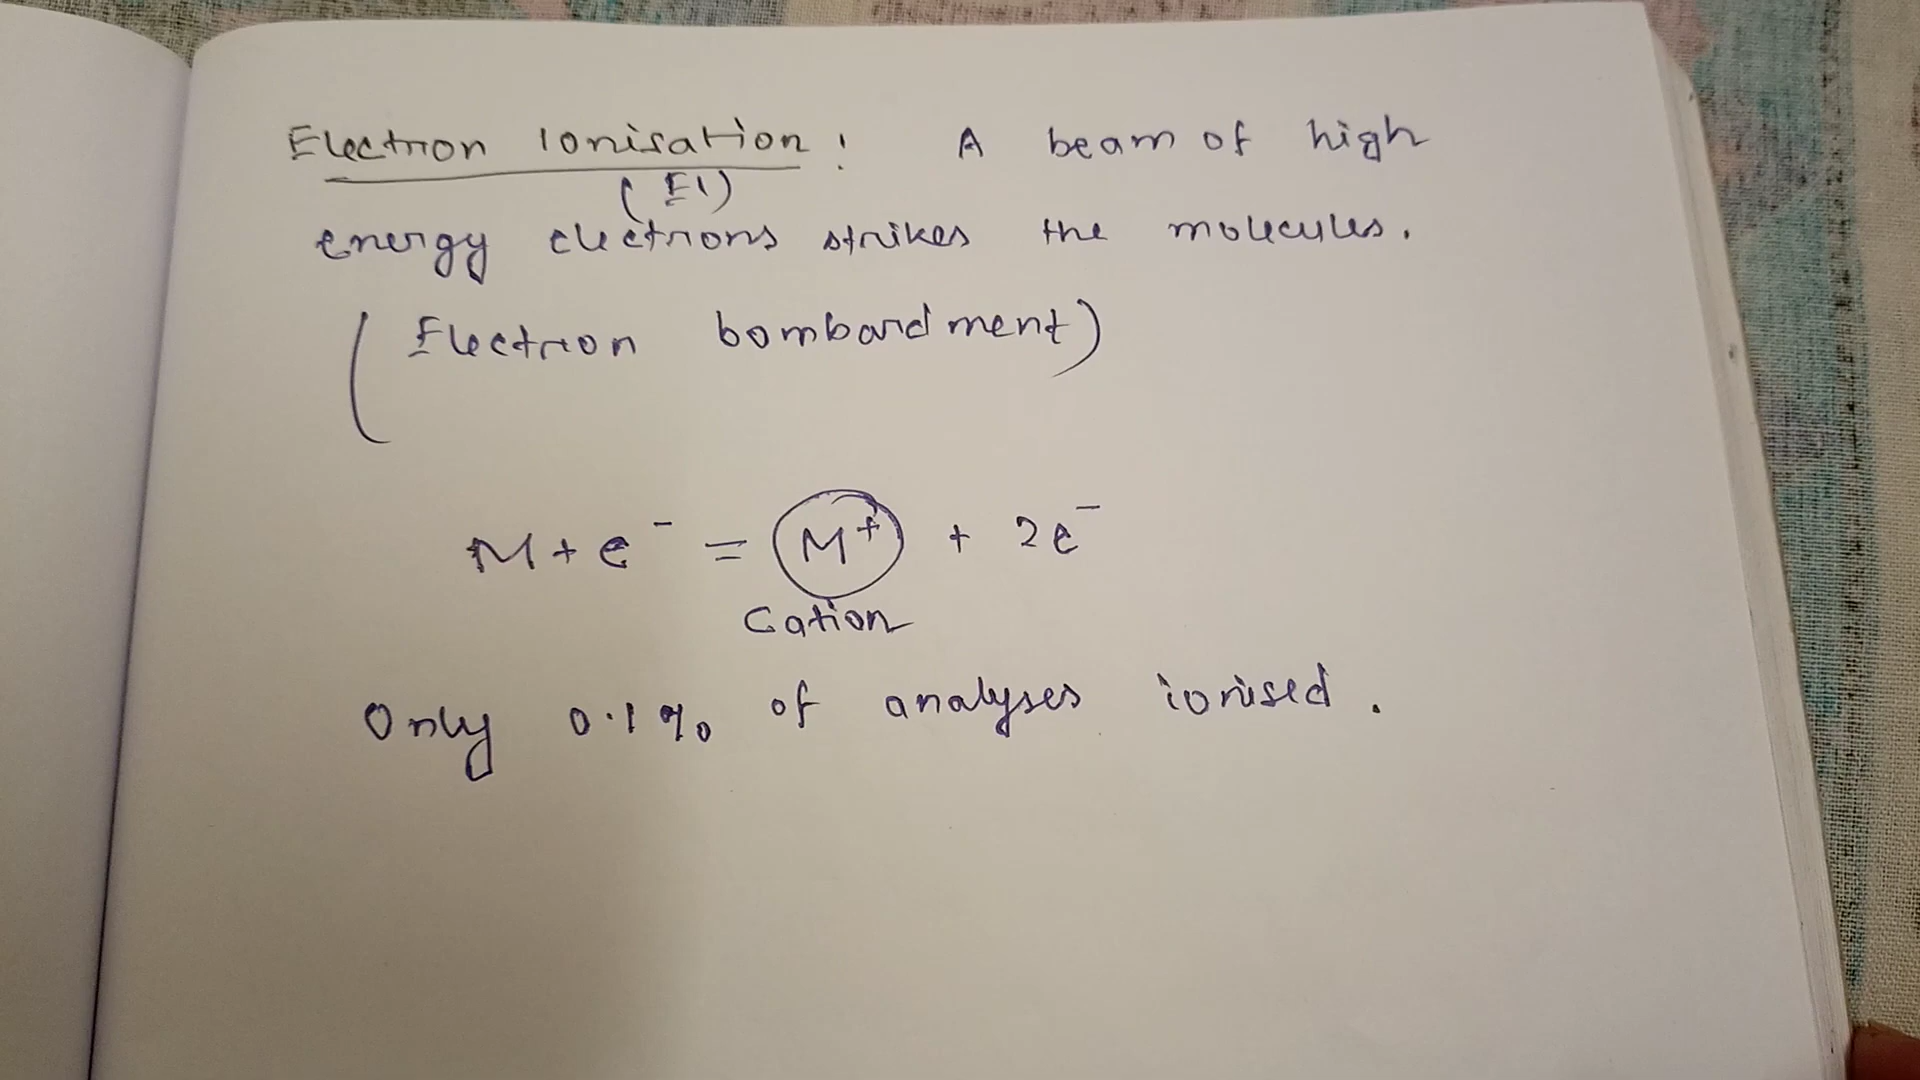 Electron Ionisation: A beam of high
(EI)
energy electrons strikes the molecules.
(Electron bombardment)
M + e⁻ = M⁺ + 2e⁻
Cation
Only 0.1% of analyses ionised.